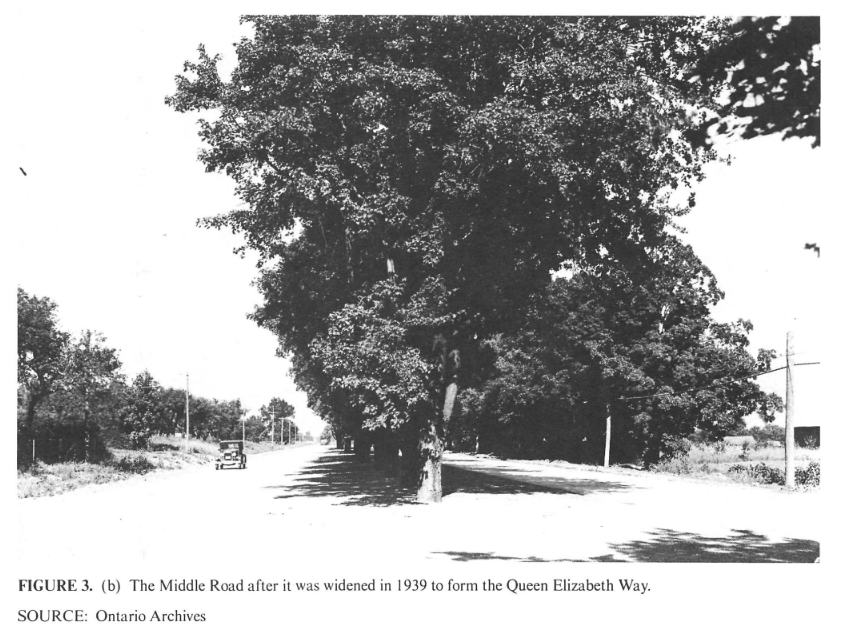 FIGURE 3. (b) The Middle Road after it was widened in 1939 to form the Queen Elizabeth Way.
SOURCE: Ontario Archives